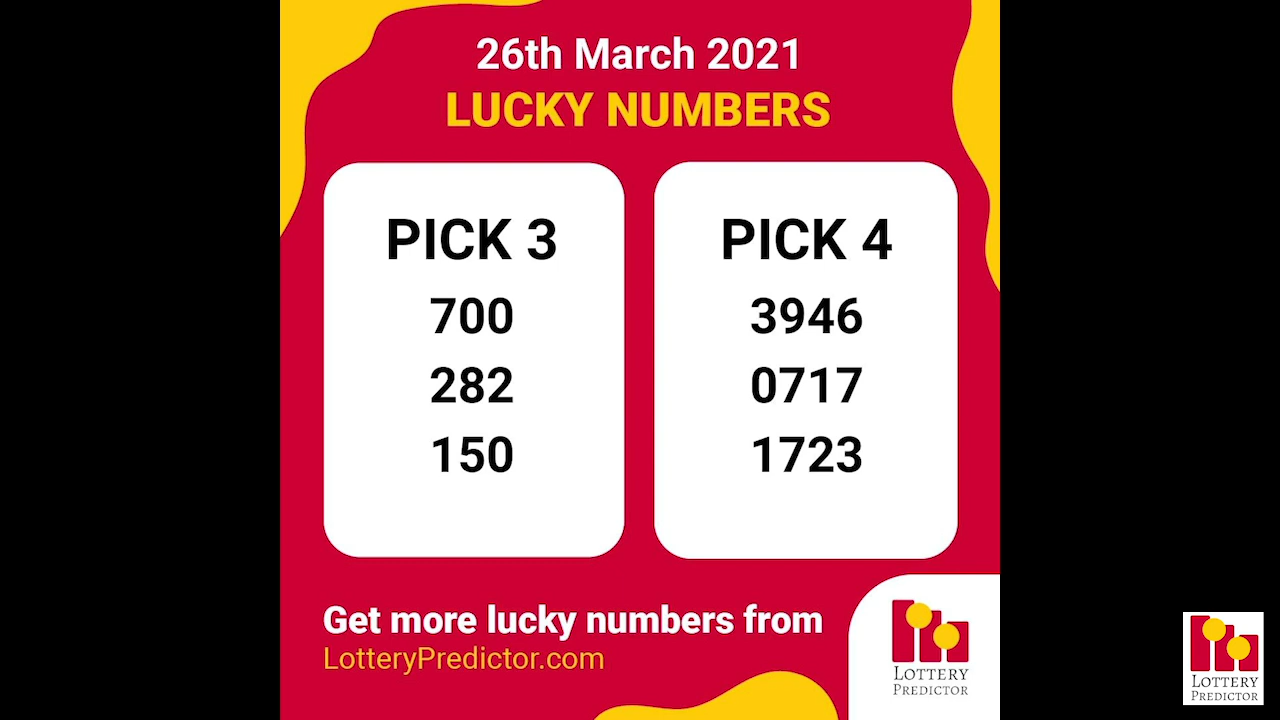 26th March 2021
LUCKY NUMBERS
PICK 3
700
282
150
PICK 4
3946
0717
1723
Get more lucky numbers from
LotteryPredictor.com
LOTTERY
PREDICTOR
LOTTERY
PREDICTOR